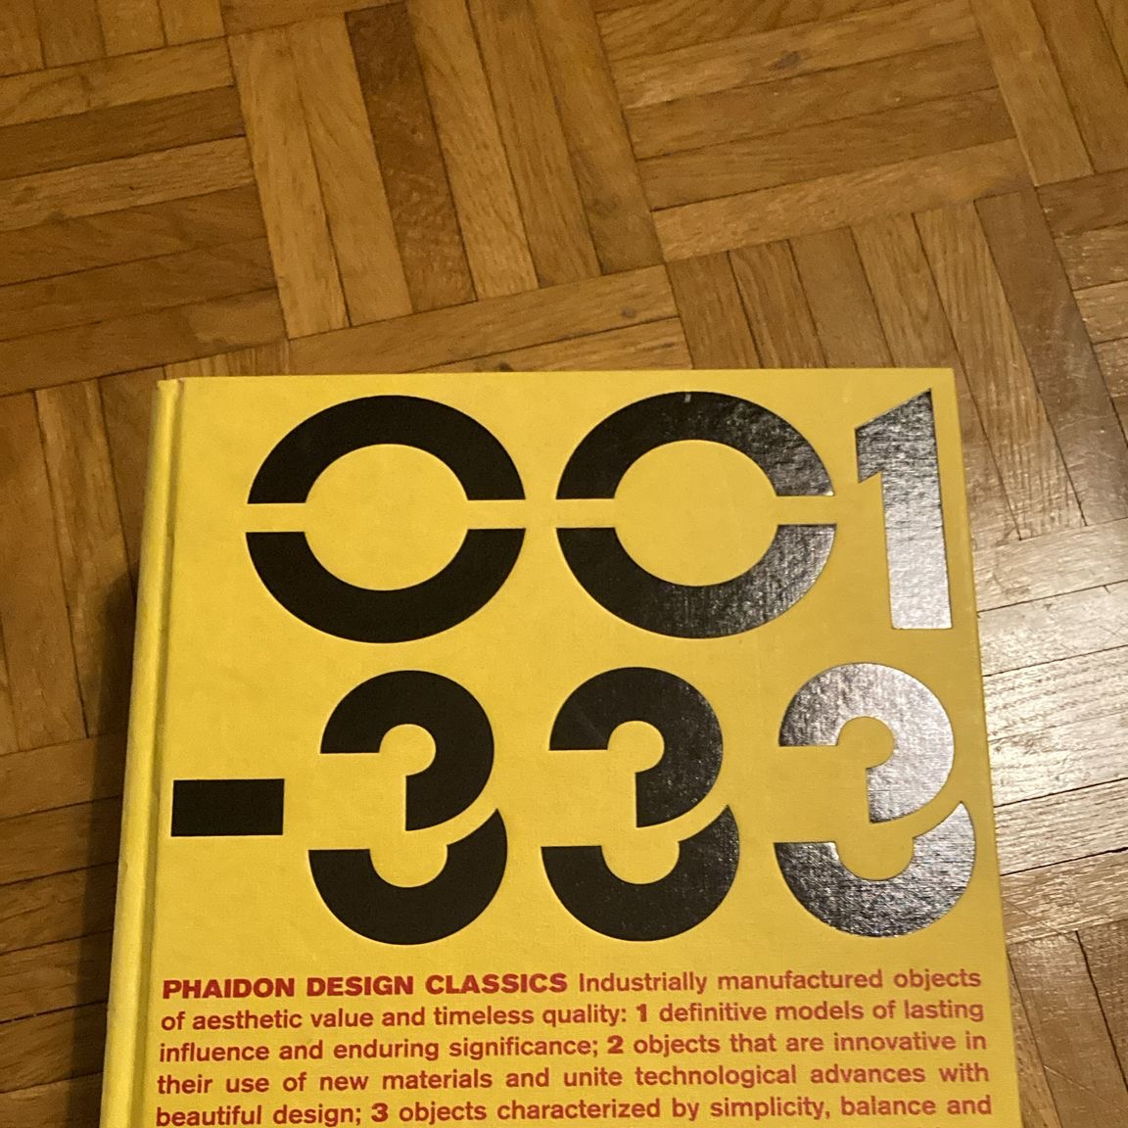 001
-333
PHAIDON DESIGN CLASSICS Industrially manufactured objects
of aesthetic value and timeless quality: 1 definitive models of lasting
influence and enduring significance; 2 objects that are innovative in
their use of new materials and unite technological advances with
beautiful design; 3 objects characterized by simplicity, balance and